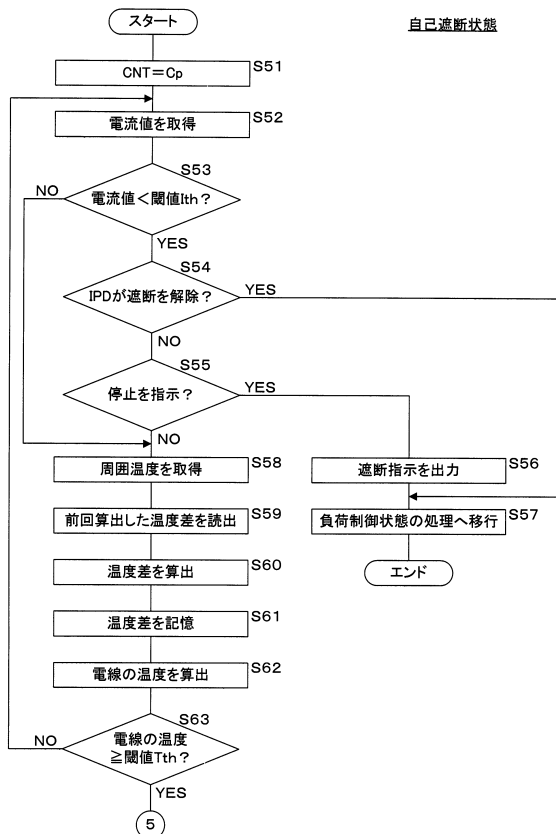 スタート
自己遮断状態
CNT=Cp
S51
電流値を取得
S52
S53
電流値<閾値Ith?
NO
YES
S54
IPDが遮断を解除?
YES
NO
S55
停止を指示?
YES
NO
周囲温度を取得
S58
遮断指示を出力
S56
前回算出した温度差を読出
S59
負荷制御状態の処理へ移行
S57
温度差を算出
S60
エンド
温度差を記憶
S61
電線の温度を算出
S62
S63
電線の温度
≧閾値Tth?
NO
YES
5